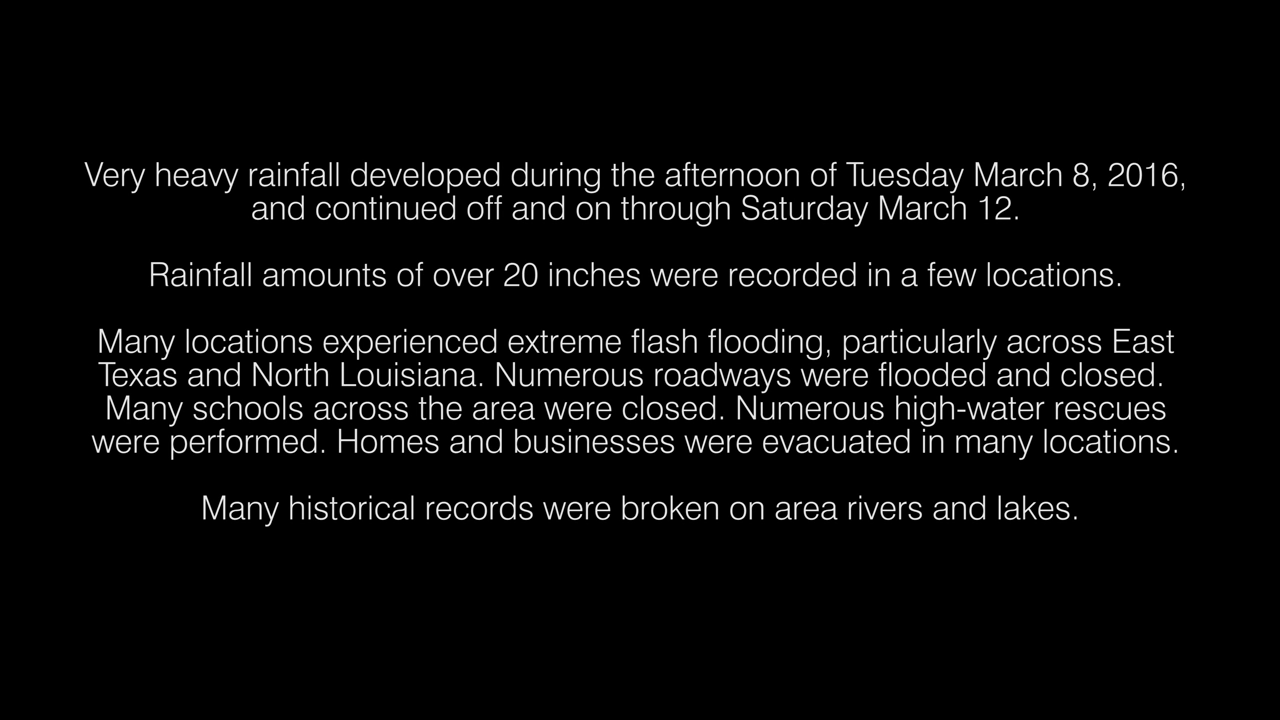 Very heavy rainfall developed during the afternoon of Tuesday March 8, 2016,
and continued off and on through Saturday March 12.
Rainfall amounts of over 20 inches were recorded in a few locations.
Many locations experienced extreme flash flooding, particularly across East
Texas and North Louisiana. Numerous roadways were flooded and closed.
Many schools across the area were closed. Numerous high-water rescues
were performed. Homes and businesses were evacuated in many locations.
Many historical records were broken on area rivers and lakes.